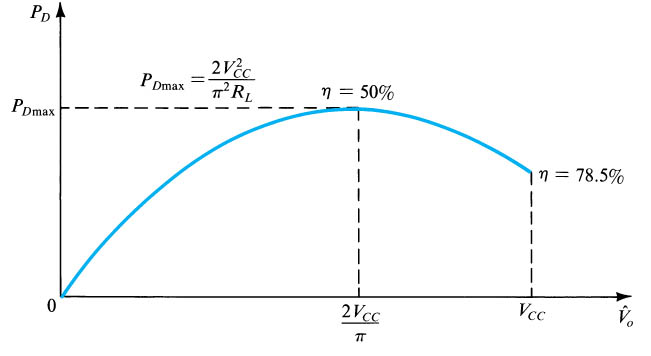 P_D
P_Dmax = 2V_CC^2 / π^2 R_L
η = 50%
P_Dmax
η = 78.5%
0
2V_CC / π
V_CC
V̂_o